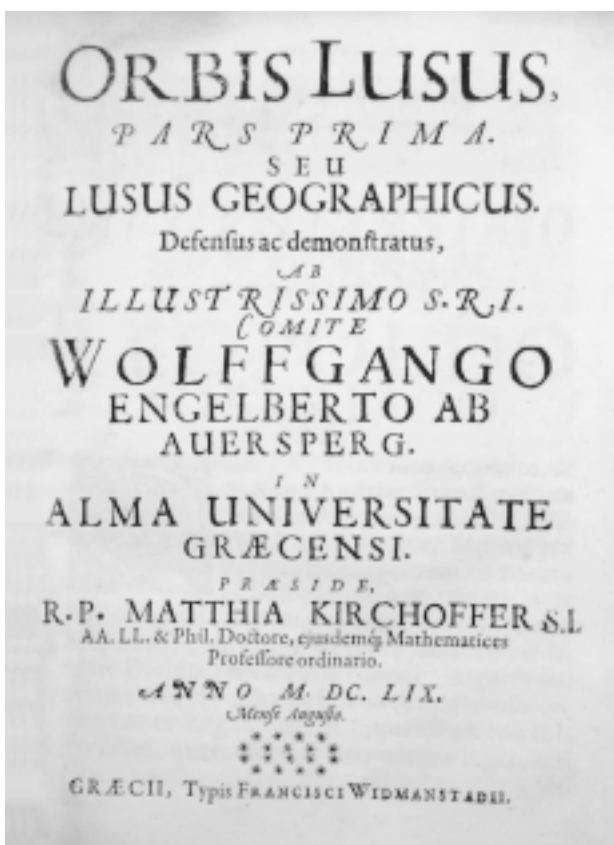 ORBIS LUSUS,
PARS PRIMA.
SEU
LUSUS GEOGRAPHICUS.
Defenſus ac demonſtratus,
AB
ILLUSTRISSIMO S.R.I.
COMITE
WOLFFGANGO
ENGELBERTO AB
AUERSPERG.
IN
ALMA UNIVERSITATE
GRÆCENSI.
PRÆSIDE,
R.P. MATTHIA KIRCHOFFER S.I.
AA. LL. & Phil. Doctore, ejusdemq́; Mathematices
Profeſſore ordinario.
ANNO M. DC. LIX.
Menſe Auguſto.
GRÆCII, Typis FRANCISCI WIDMANSTADII.